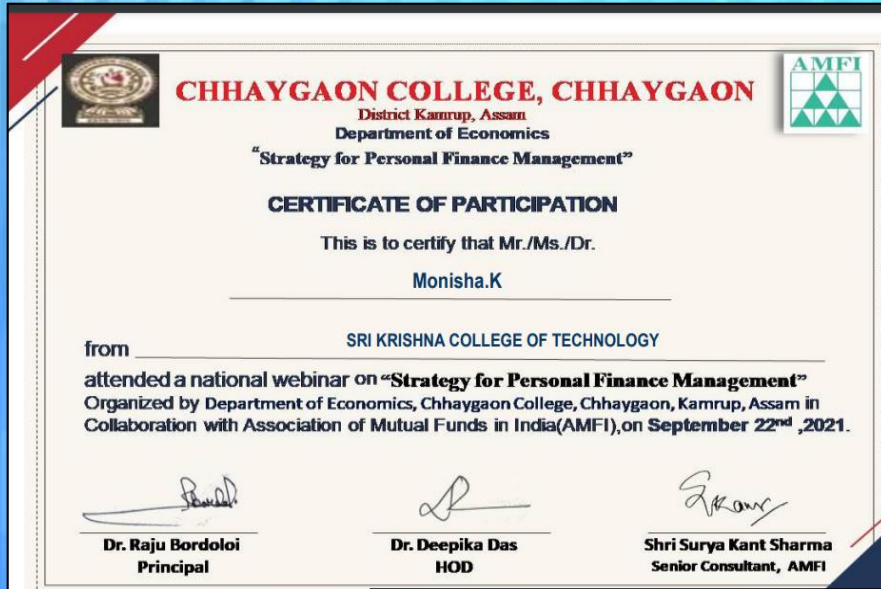 AMFI
CHHAYGAON COLLEGE, CHHAYGAON
District Kamrup, Assam
Department of Economics
“Strategy for Personal Finance Management”
CERTIFICATE OF PARTICIPATION
This is to certify that Mr./Ms./Dr.
Monisha.K
from SRI KRISHNA COLLEGE OF TECHNOLOGY
attended a national webinar on “Strategy for Personal Finance Management”
Organized by Department of Economics, Chhaygaon College, Chhaygaon, Kamrup, Assam in
Collaboration with Association of Mutual Funds in India(AMFI),on September 22nd ,2021.
Dr. Raju Bordoloi
Principal
Dr. Deepika Das
HOD
Shri Surya Kant Sharma
Senior Consultant, AMFI